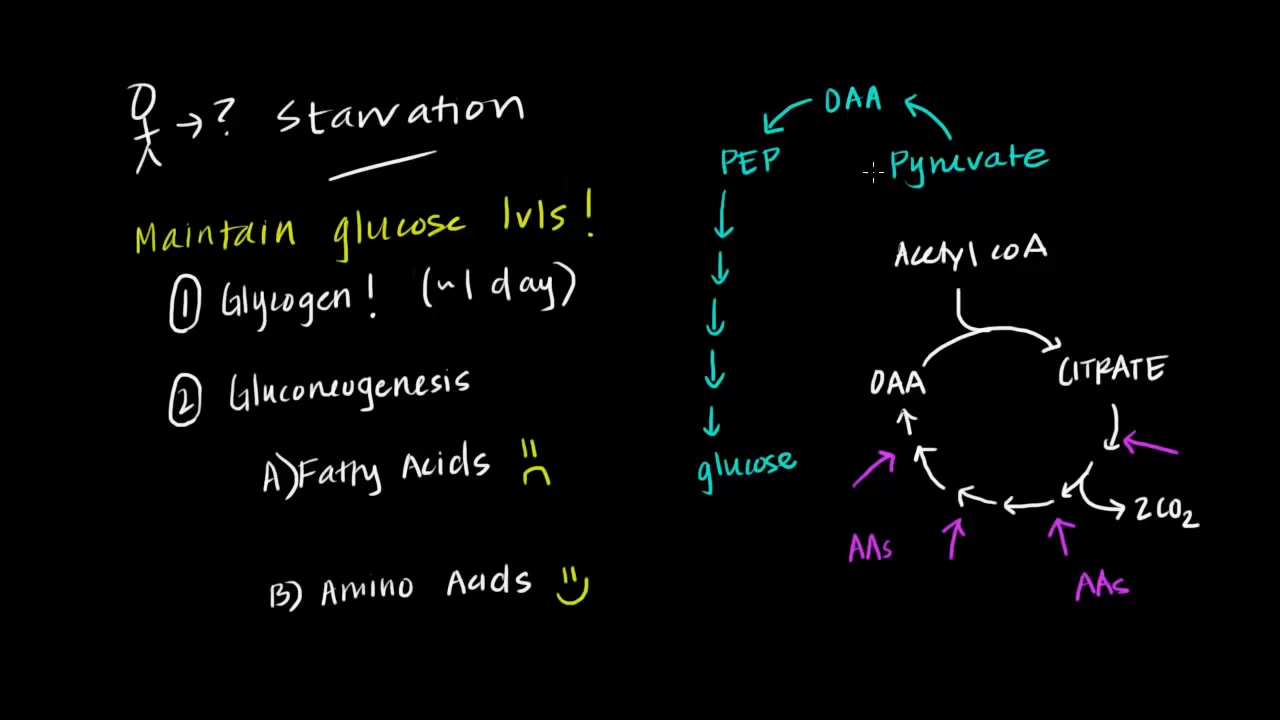 →? Starvation
Maintain glucose lvls!
① Glycogen! (~1 day)
② Gluconeogenesis
A) Fatty Acids
B) Amino Acids
OAA
PEP
Pyruvate
glucose
Acetyl coA
OAA
CITRATE
2CO₂
AAs
AAs